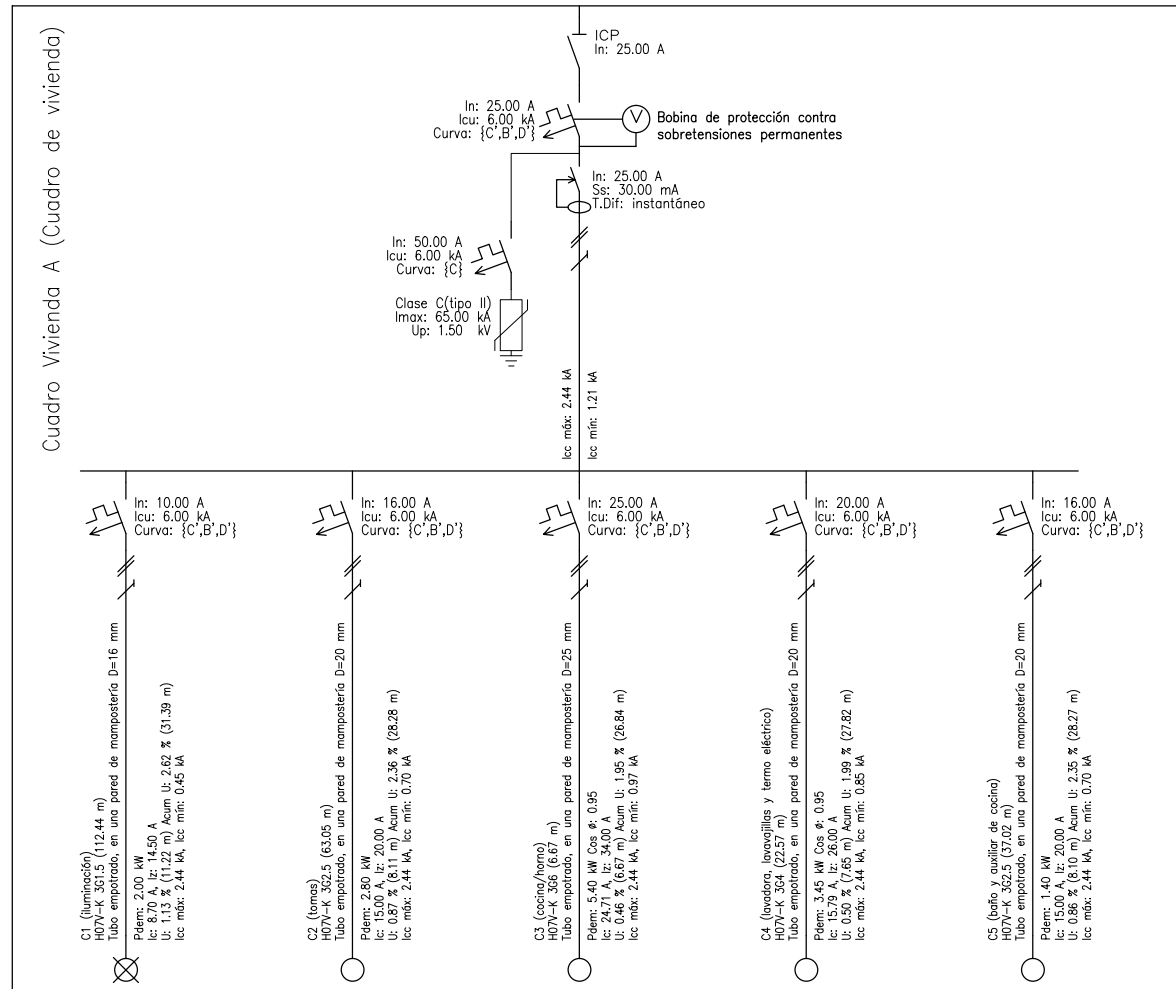 Cuadro Vivienda A (Cuadro de vivienda)
ICP
In: 25.00 A
In: 25.00 A
Icu: 6.00 kA
Curva: {C',B',D'}
V
Bobina de protección contra
sobretensiones permanentes
In: 25.00 A
Ss: 30.00 mA
T.Dif: instantáneo
In: 50.00 A
Icu: 6.00 kA
Curva: {C}
Clase C(tipo II)
Imax: 65.00 kA
Up: 1.50 kV
Icc máx: 2.44 kA
Icc mín: 1.21 kA
In: 10.00 A
Icu: 6.00 kA
Curva: {C',B',D'}
C1 (iluminación)
H07V-K 3G1.5 (112.44 m)
Tubo empotrado, en una pared de mampostería D=16 mm
Pdem: 2.00 kW
Ic: 8.70 A, Iz: 14.50 A
U: 1.13 % (11.22 m) Acum U: 2.62 % (31.39 m)
Icc máx: 2.44 kA, Icc mín: 0.45 kA
In: 16.00 A
Icu: 6.00 kA
Curva: {C',B',D'}
C2 (tomas)
H07V-K 3G2.5 (63.05 m)
Tubo empotrado, en una pared de mampostería D=20 mm
Pdem: 2.80 kW
Ic: 15.00 A, Iz: 20.00 A
U: 0.87 % (8.11 m) Acum U: 2.36 % (28.28 m)
Icc máx: 2.44 kA, Icc mín: 0.70 kA
In: 25.00 A
Icu: 6.00 kA
Curva: {C',B',D'}
C3 (cocina/horno)
H07V-K 3G6 (6.67 m)
Tubo empotrado, en una pared de mampostería D=25 mm
Pdem: 5.40 kW Cos ø: 0.95
Ic: 24.71 A, Iz: 34.00 A
U: 0.46 % (6.67 m) Acum U: 1.95 % (26.84 m)
Icc máx: 2.44 kA, Icc mín: 0.97 kA
In: 20.00 A
Icu: 6.00 kA
Curva: {C',B',D'}
C4 (lavadora, lavavajillas y termo eléctrico)
H07V-K 3G4 (22.57 m)
Tubo empotrado, en una pared de mampostería D=20 mm
Pdem: 3.45 kW Cos ø: 0.95
Ic: 15.79 A, Iz: 26.00 A
U: 0.50 % (7.65 m) Acum U: 1.99 % (27.82 m)
Icc máx: 2.44 kA, Icc mín: 0.85 kA
In: 16.00 A
Icu: 6.00 kA
Curva: {C',B',D'}
C5 (baño y auxiliar de cocina)
H07V-K 3G2.5 (37.02 m)
Tubo empotrado, en una pared de mampostería D=20 mm
Pdem: 1.40 kW
Ic: 15.00 A, Iz: 20.00 A
U: 0.86 % (8.10 m) Acum U: 2.35 % (28.27 m)
Icc máx: 2.44 kA, Icc mín: 0.70 kA